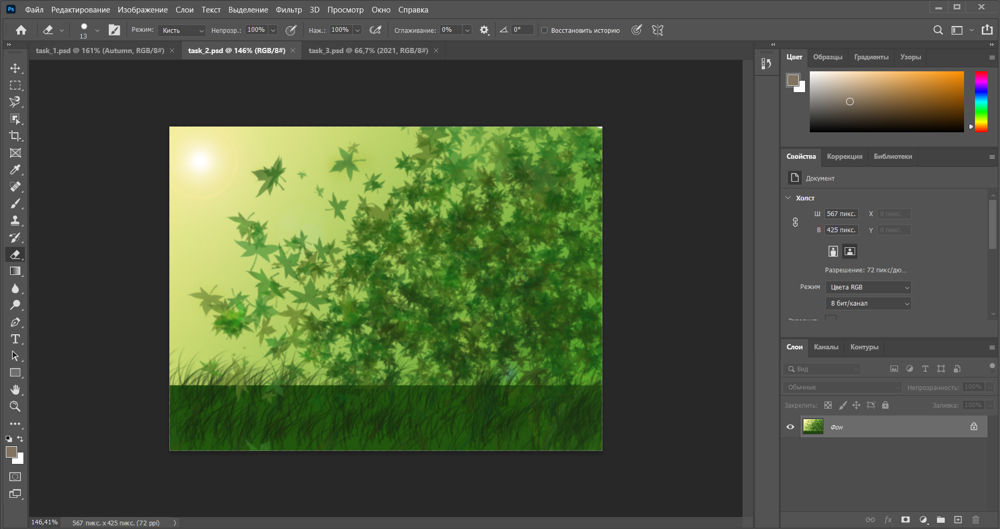 Ps Файл Редактирование Изображение Слои Текст Выделение Фильтр 3D Просмотр Окно Справка
13 Режим: Кисть Непрозр.: 100% Наж.: 100% Сглаживание: 0% 0° Восстановить историю
task_1.psd @ 161% (Autumn, RGB/8#) task_2.psd @ 146% (RGB/8#) task_3.psd @ 66,7% (2021, RGB/8#)
Цвет Образцы Градиенты Узоры
Свойства Коррекция Библиотеки
Документ
Холст
Ш 567 пикс. X 0 пикс.
В 425 пикс. Y 0 пикс.
Разрешение: 72 пикс/дю...
Режим Цвета RGB
8 бит/канал
Слои Каналы Контуры
Вид
Обычные Непрозрачность: 100%
Закрепить: Заливка: 100%
Фон
fx
146,41% 567 пикс. x 425 пикс. (72 ppi)